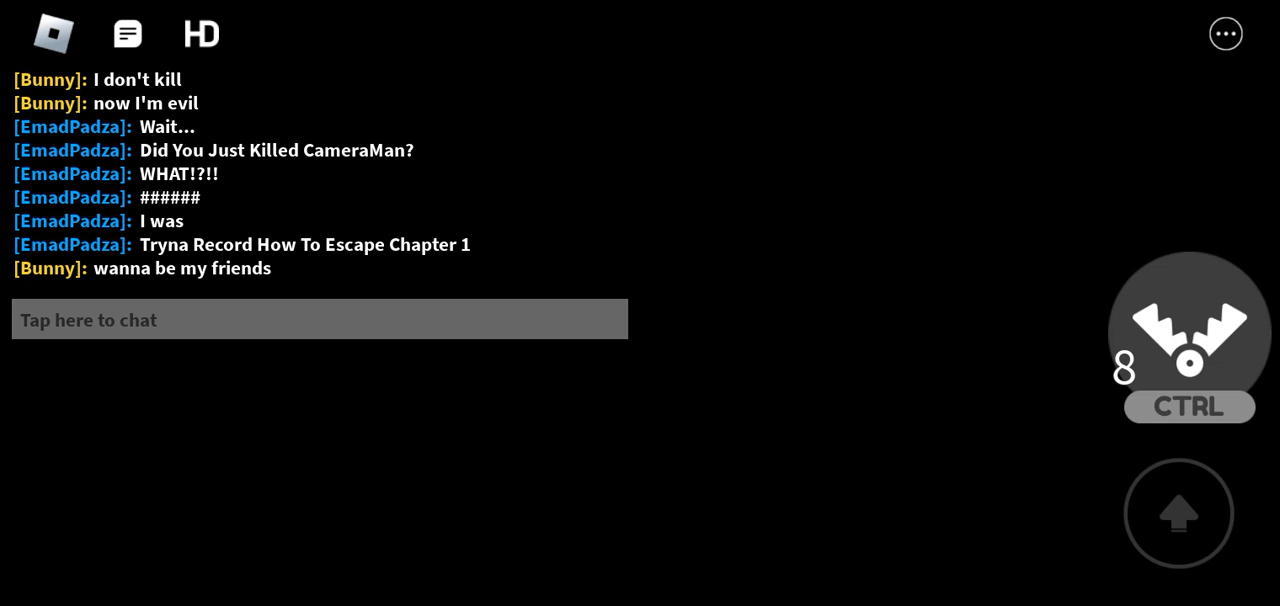 HD
[Bunny]: I don't kill
[Bunny]: now I'm evil
[EmadPadza]: Wait...
[EmadPadza]: Did You Just Killed CameraMan?
[EmadPadza]: WHAT!?!!
[EmadPadza]: ######
[EmadPadza]: I was
[EmadPadza]: Tryna Record How To Escape Chapter 1
[Bunny]: wanna be my friends
Tap here to chat
8
CTRL